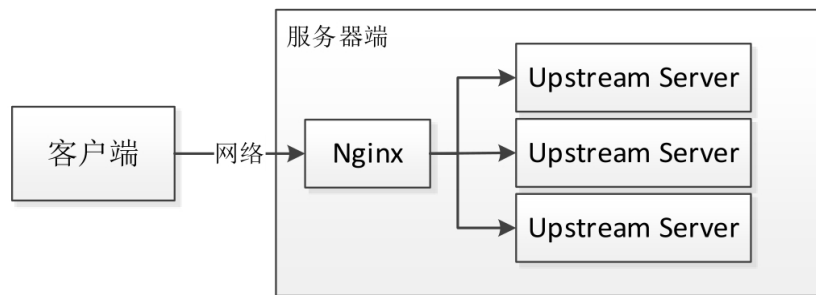 服务器端
客户端
网络
Nginx
Upstream Server
Upstream Server
Upstream Server